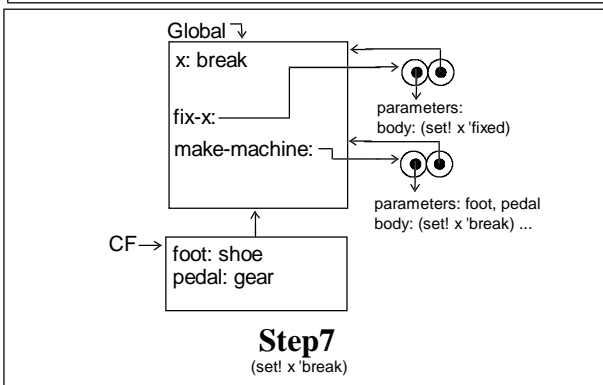 Global
x: break
fix-x:
parameters:
body: (set! x 'fixed)
make-machine:
parameters: foot, pedal
body: (set! x 'break) ...
CF
foot: shoe
pedal: gear
Step7
(set! x 'break)